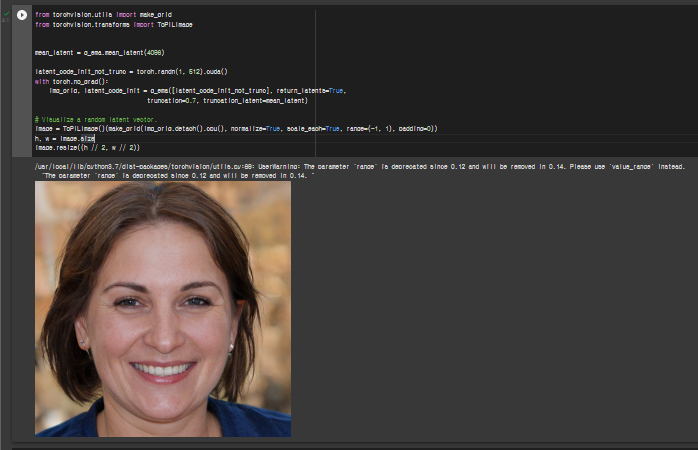 from torchvision.utils import make_grid
from torchvision.transforms import ToPILImage
mean_latent = g_ema.mean_latent(4096)
latent_code_init_not_trunc = torch.randn(1, 512).cuda()
with torch.no_grad():
img_orig, latent_code_init = g_ema([latent_code_init_not_trunc], return_latents=True,
truncation=0.7, truncation_latent=mean_latent)
# Visualize a random latent vector.
image = ToPILImage()(make_grid(img_orig.detach().cpu(), normalize=True, scale_each=True, range=(-1, 1), padding=0))
h, w = image.size
image.resize((h // 2, w // 2))
/usr/local/lib/python3.7/dist-packages/torchvision/utils.py:69: UserWarning: The parameter 'range' is deprecated since 0.12 and will be removed in 0.14. Please use 'value_range' instead.
"The parameter 'range' is deprecated since 0.12 and will be removed in 0.14. "